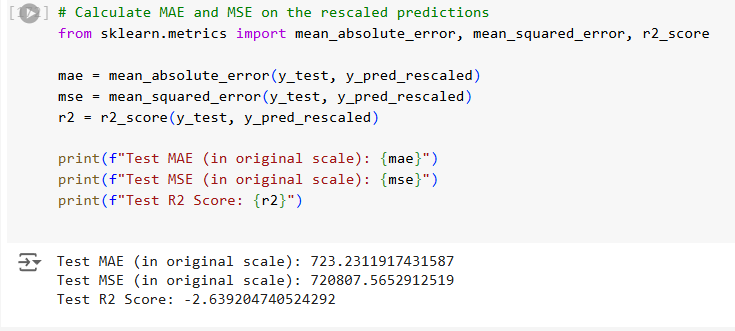 # Calculate MAE and MSE on the rescaled predictions
from sklearn.metrics import mean_absolute_error, mean_squared_error, r2_score
mae = mean_absolute_error(y_test, y_pred_rescaled)
mse = mean_squared_error(y_test, y_pred_rescaled)
r2 = r2_score(y_test, y_pred_rescaled)
print(f"Test MAE (in original scale): {mae}")
print(f"Test MSE (in original scale): {mse}")
print(f"Test R2 Score: {r2}")
Test MAE (in original scale): 723.2311917431587
Test MSE (in original scale): 720807.5652912519
Test R2 Score: -2.639204740524292